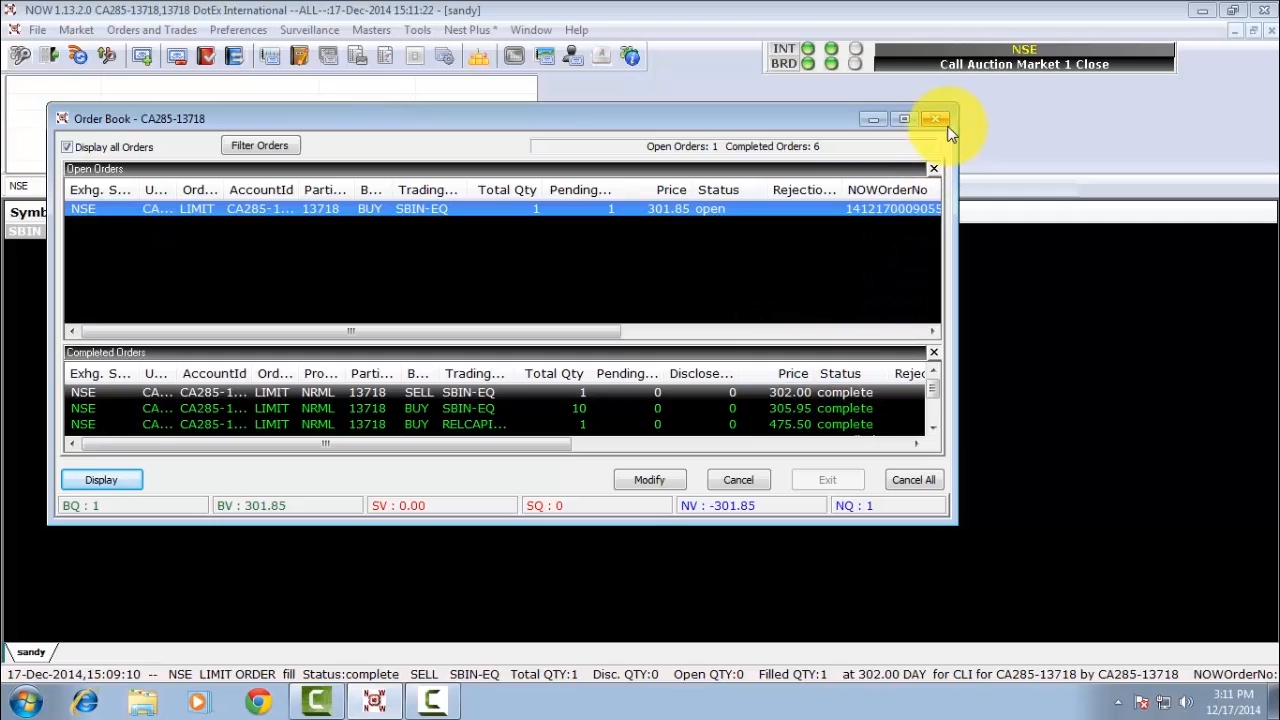 NOW 1.13.2.0 CA285-13718,13718 DotEx International --ALL--:17-Dec-2014 15:11:22 - [sandy]
File Market Orders and Trades Preferences Surveillance Masters Tools Nest Plus * Window Help
INT NSE
BRD Call Auction Market 1 Close
Order Book - CA285-13718
Display all Orders Filter Orders Open Orders: 1 Completed Orders: 6
Open Orders
NSE
Exhg. S... U... Ord... AccountId Parti... B... Trading... Total Qty Pending... Price Status Rejectio... NOWOrderNo
Symb
NSE CA... LIMIT CA285-1... 13718 BUY SBIN-EQ 1 1 301.85 open 1412170009055
SBIN
Completed Orders
Exhg. S... U... AccountId Ord... Pro... Parti... B... Trading... Total Qty Pending... Disclose... Price Status Rejec
NSE CA... CA285-1... LIMIT NRML 13718 SELL SBIN-EQ 1 0 0 302.00 complete
NSE CA... CA285-1... LIMIT NRML 13718 BUY SBIN-EQ 10 0 0 305.95 complete
NSE CA... CA285-1... LIMIT NRML 13718 BUY RELCAPI... 1 0 0 475.50 complete
Display Modify Cancel Exit Cancel All
BQ : 1 BV : 301.85 SV : 0.00 SQ : 0 NV : -301.85 NQ : 1
sandy
17-Dec-2014,15:09:10 -- NSE LIMIT ORDER fill Status:complete SELL SBIN-EQ Total QTY:1 Disc. QTY:0 Open QTY:0 Filled QTY:1 at 302.00 DAY for CLI for CA285-13718 by CA285-13718 NOWOrderNo:
3:11 PM
12/17/2014